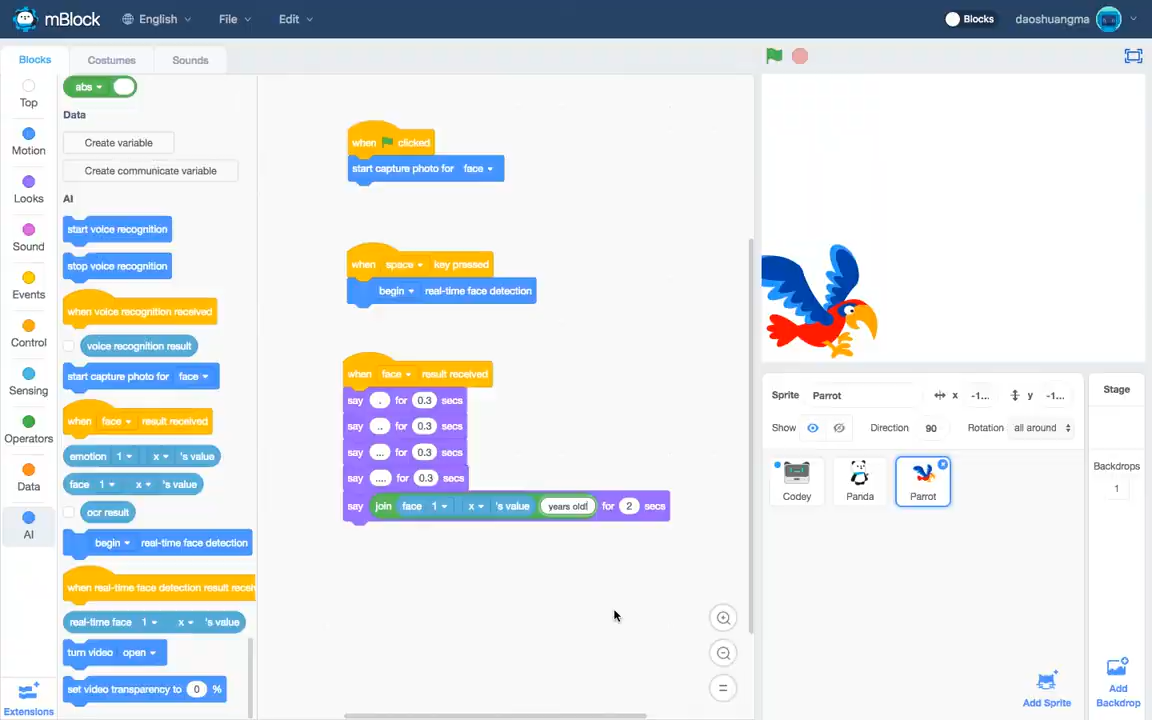 mBlock English File Edit Blocks daoshuangma
Blocks Costumes Sounds
Top
Motion
Looks
Sound
Events
Control
Sensing
Operators
Data
AI
Extensions
abs
Data
Create variable
Create communicate variable
AI
start voice recognition
stop voice recognition
when voice recognition received
voice recognition result
start capture photo for face
when face result received
emotion 1 x 's value
face 1 x 's value
ocr result
begin real-time face detection
when real-time face detection result recei
real-time face 1 x 's value
turn video open
set video transparency to 0 %
when clicked
start capture photo for face
when space key pressed
begin real-time face detection
when face result received
say . for 0.3 secs
say .. for 0.3 secs
say ... for 0.3 secs
say .... for 0.3 secs
say join face 1 x 's value years old! for 2 secs
Sprite Parrot x -1... y -1...
Show Direction 90 Rotation all around
Codey Panda Parrot
Add Sprite
Stage
Backdrops
1
Add
Backdrop